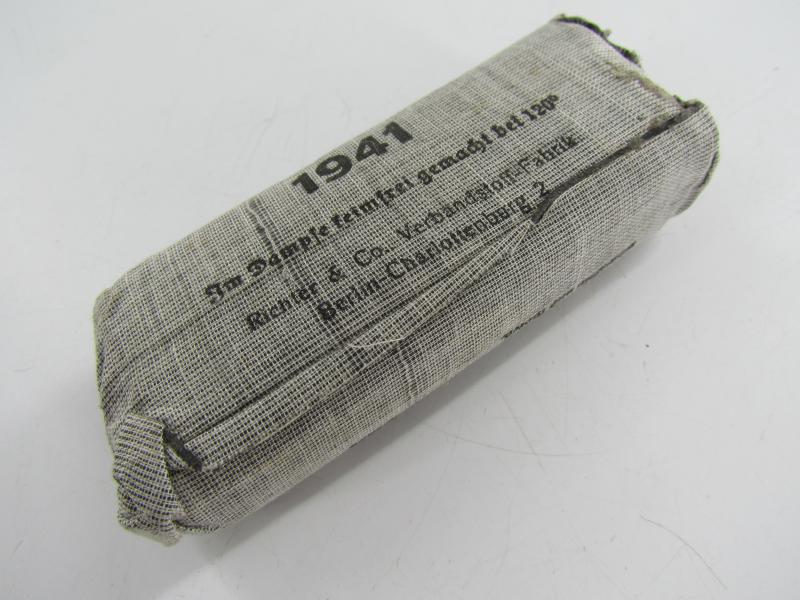 1941
Im Dampfe keimfrei gemacht bei 120°
Richter & Co., Verbandstoff-Fabrik
Berlin-Charlottenburg 2